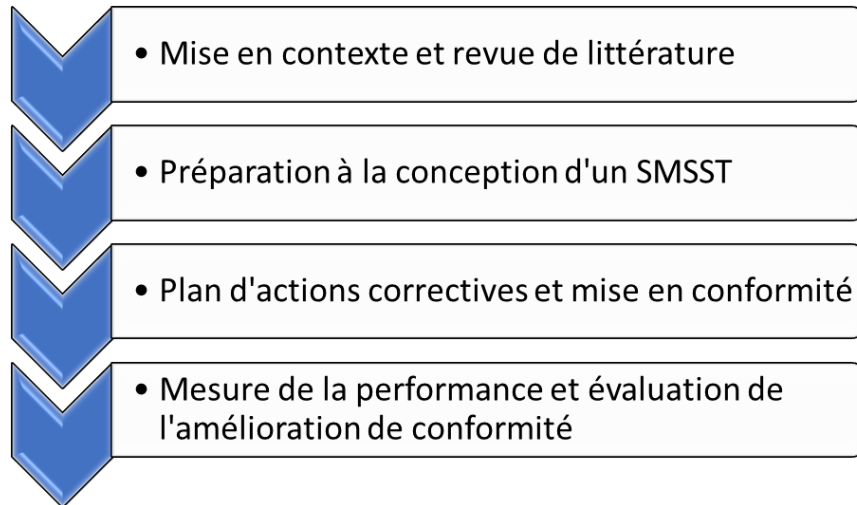 • Mise en contexte et revue de littérature
• Préparation à la conception d'un SMSST
• Plan d'actions correctives et mise en conformité
• Mesure de la performance et évaluation de
l'amélioration de conformité